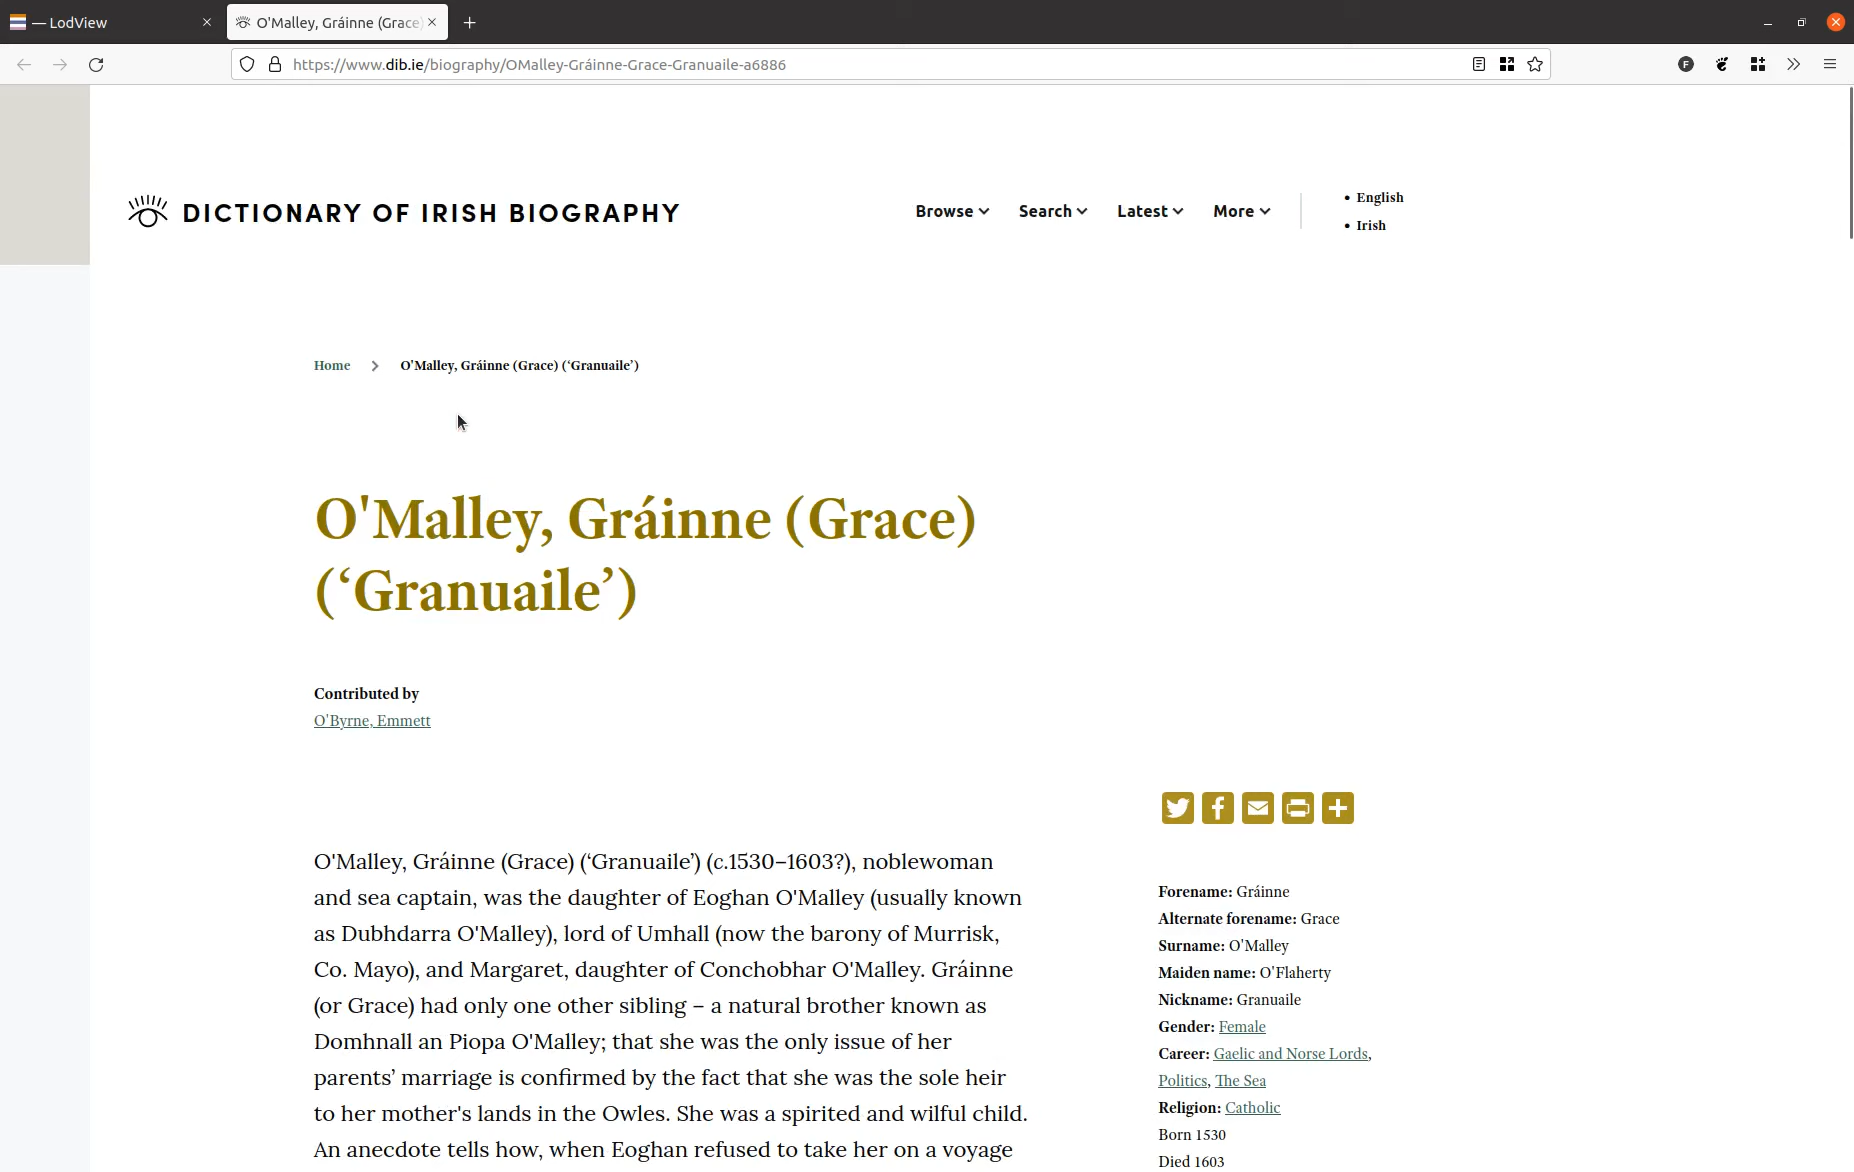 — LodView
O'Malley, Gráinne (Grace)
https://www.dib.ie/biography/OMalley-Gráinne-Grace-Granuaile-a6886
F
DICTIONARY OF IRISH BIOGRAPHY
Browse
Search
Latest
More
• English
• Irish
Home
O'Malley, Gráinne (Grace) (‘Granuaile’)
O'Malley, Gráinne (Grace)
(‘Granuaile’)
Contributed by
O'Byrne, Emmett
O'Malley, Gráinne (Grace) (‘Granuaile’) (c.1530–1603?), noblewoman
and sea captain, was the daughter of Eoghan O'Malley (usually known
as Dubhdarra O'Malley), lord of Umhall (now the barony of Murrisk,
Co. Mayo), and Margaret, daughter of Conchobhar O'Malley. Gráinne
(or Grace) had only one other sibling – a natural brother known as
Domhnall an Piopa O'Malley; that she was the only issue of her
parents’ marriage is confirmed by the fact that she was the sole heir
to her mother's lands in the Owles. She was a spirited and wilful child.
An anecdote tells how, when Eoghan refused to take her on a voyage
Forename: Gráinne
Alternate forename: Grace
Surname: O'Malley
Maiden name: O'Flaherty
Nickname: Granuaile
Gender: Female
Career: Gaelic and Norse Lords,
Politics, The Sea
Religion: Catholic
Born 1530
Died 1603